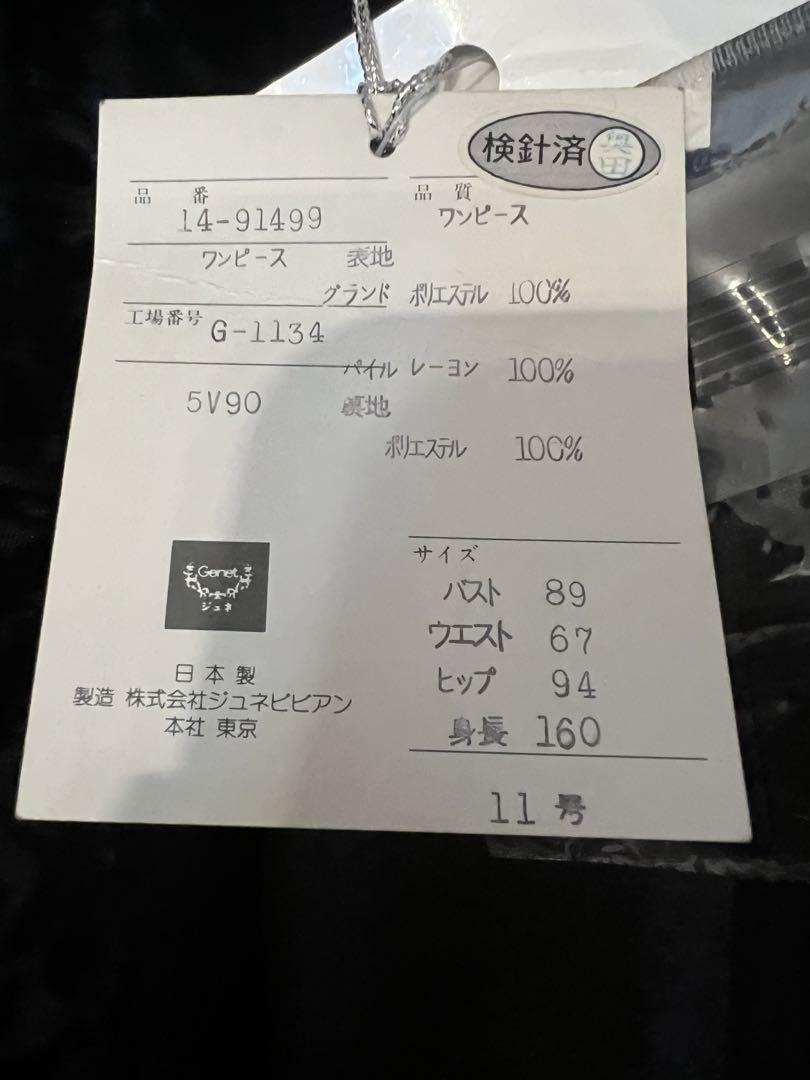 検針済
奥田
品番
14-91499
ワンピース
工場番号 G-1134
5V90
品質
ワンピース
表地
グランド ポリエステル 100%
パイル レーヨン 100%
裏地
ポリエステル 100%
Genet
ジュネ
日本製
製造 株式会社ジュネビビアン
本社 東京
サイズ
バスト 89
ウエスト 67
ヒップ 94
身長 160
11号